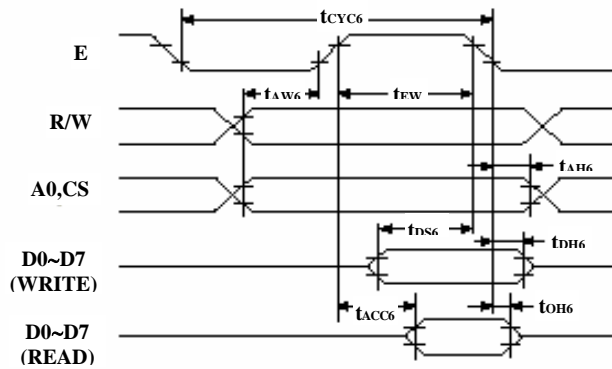 tCYC6
E
tAW6
tEW
R/W
tAH6
A0,CS
tDS6
tDH6
D0~D7
(WRITE)
tACC6
tOH6
D0~D7
(READ)